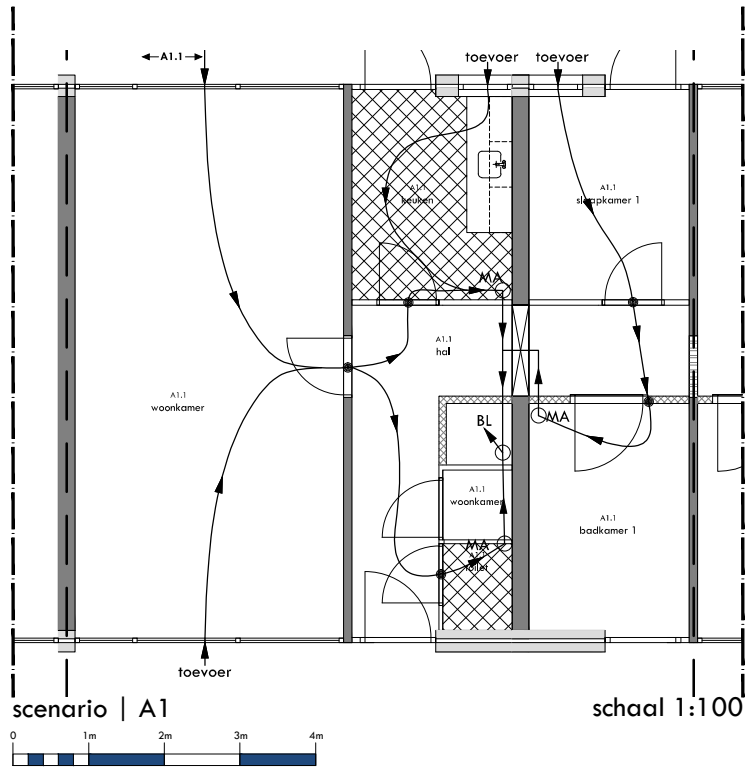 A1.1
toevoer
toevoer
A1.1
keuken
A1.1
slaapkamer 1
MA
A1.1
hal
A1.1
woonkamer
BL
MA
A1.1
woonkamer
A1.1
badkamer 1
MA
A1.1
toilet
toevoer
scenario | A1
schaal 1:100
0 1m 2m 3m 4m